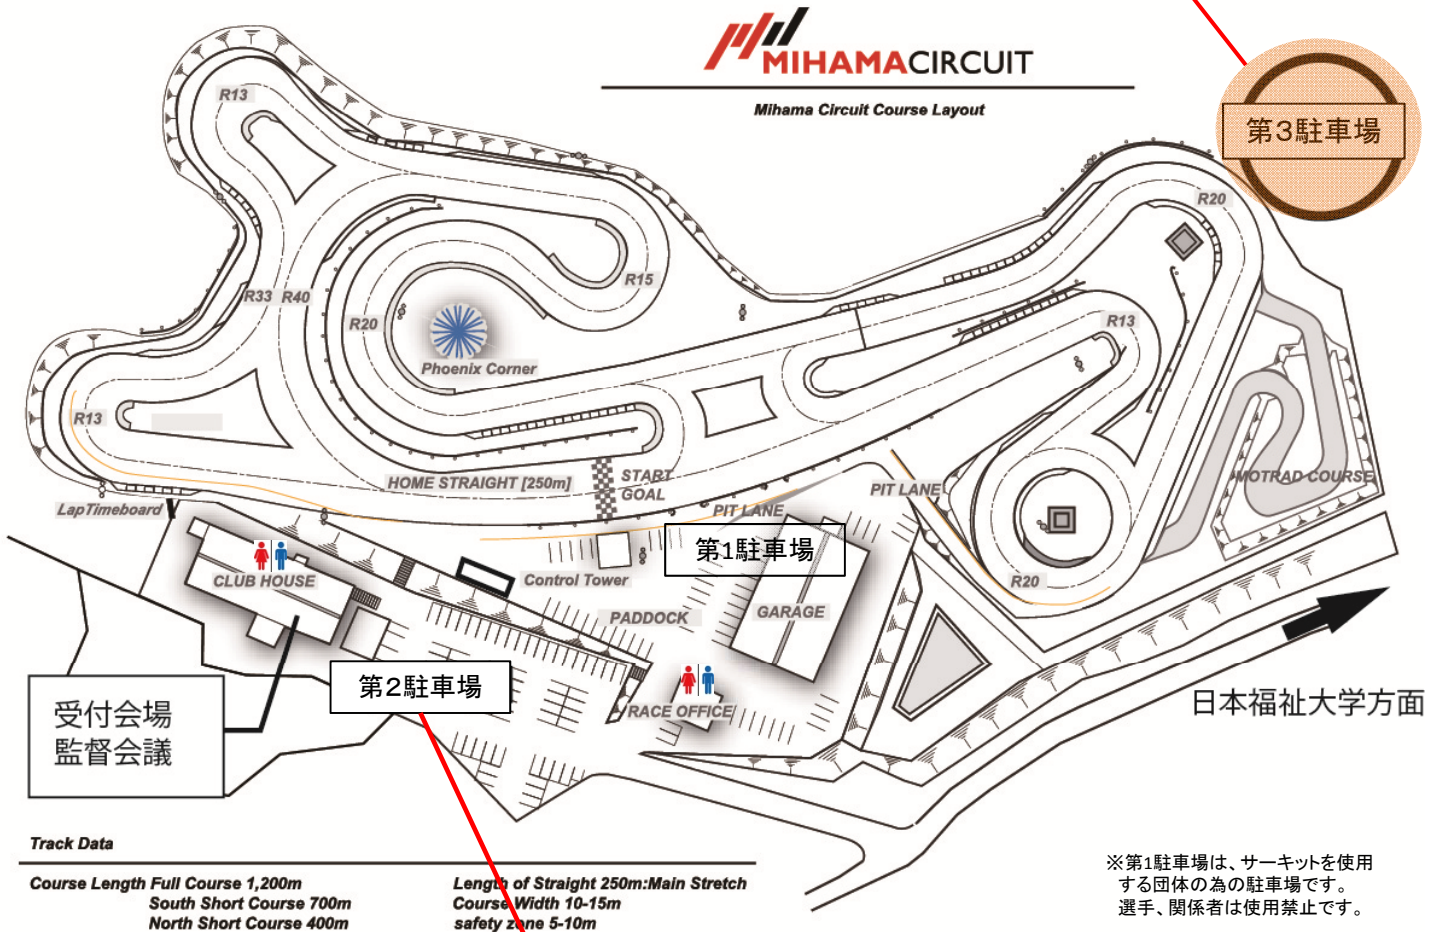 MIHAMACIRCUIT
Mihama Circuit Course Layout
第3駐車場
R13
R20
R15
R33 R40
R20
R13
Phoenix Corner
R13
HOME STRAIGHT [250m]
START
GOAL
PIT LANE
PIT LANE
MOTRAD COURSE
LapTimeboard
第1駐車場
CLUB HOUSE
Control Tower
R20
PADDOCK
GARAGE
第2駐車場
RACE OFFICE
受付会場
監督会議
日本福祉大学方面
Track Data
Course Length Full Course 1,200m
South Short Course 700m
North Short Course 400m
Length of Straight 250m:Main Stretch
Course Width 10-15m
safety zone 5-10m
※第1駐車場は、サーキットを使用
する団体の為の駐車場です。
選手、関係者は使用禁止です。